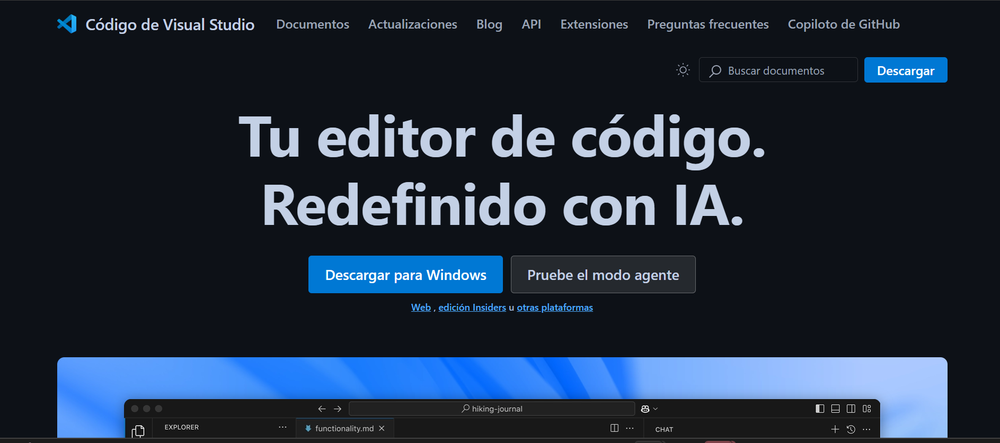 Código de Visual Studio Documentos Actualizaciones Blog API Extensiones Preguntas frecuentes Copiloto de GitHub
Buscar documentos Descargar
Tu editor de código.
Redefinido con IA.
Descargar para Windows Pruebe el modo agente
Web , edición Insiders u otras plataformas
hiking-journal
EXPLORER functionality.md CHAT